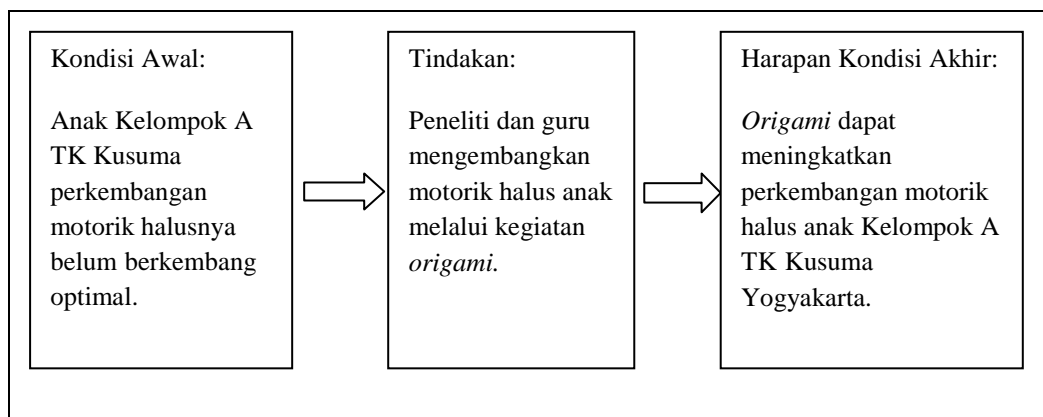 Kondisi Awal:
Anak Kelompok A
TK Kusuma
perkembangan
motorik halusnya
belum berkembang
optimal.
Tindakan:
Peneliti dan guru
mengembangkan
motorik halus anak
melalui kegiatan
origami.
Harapan Kondisi Akhir:
Origami dapat
meningkatkan
perkembangan motorik
halus anak Kelompok A
TK Kusuma
Yogyakarta.